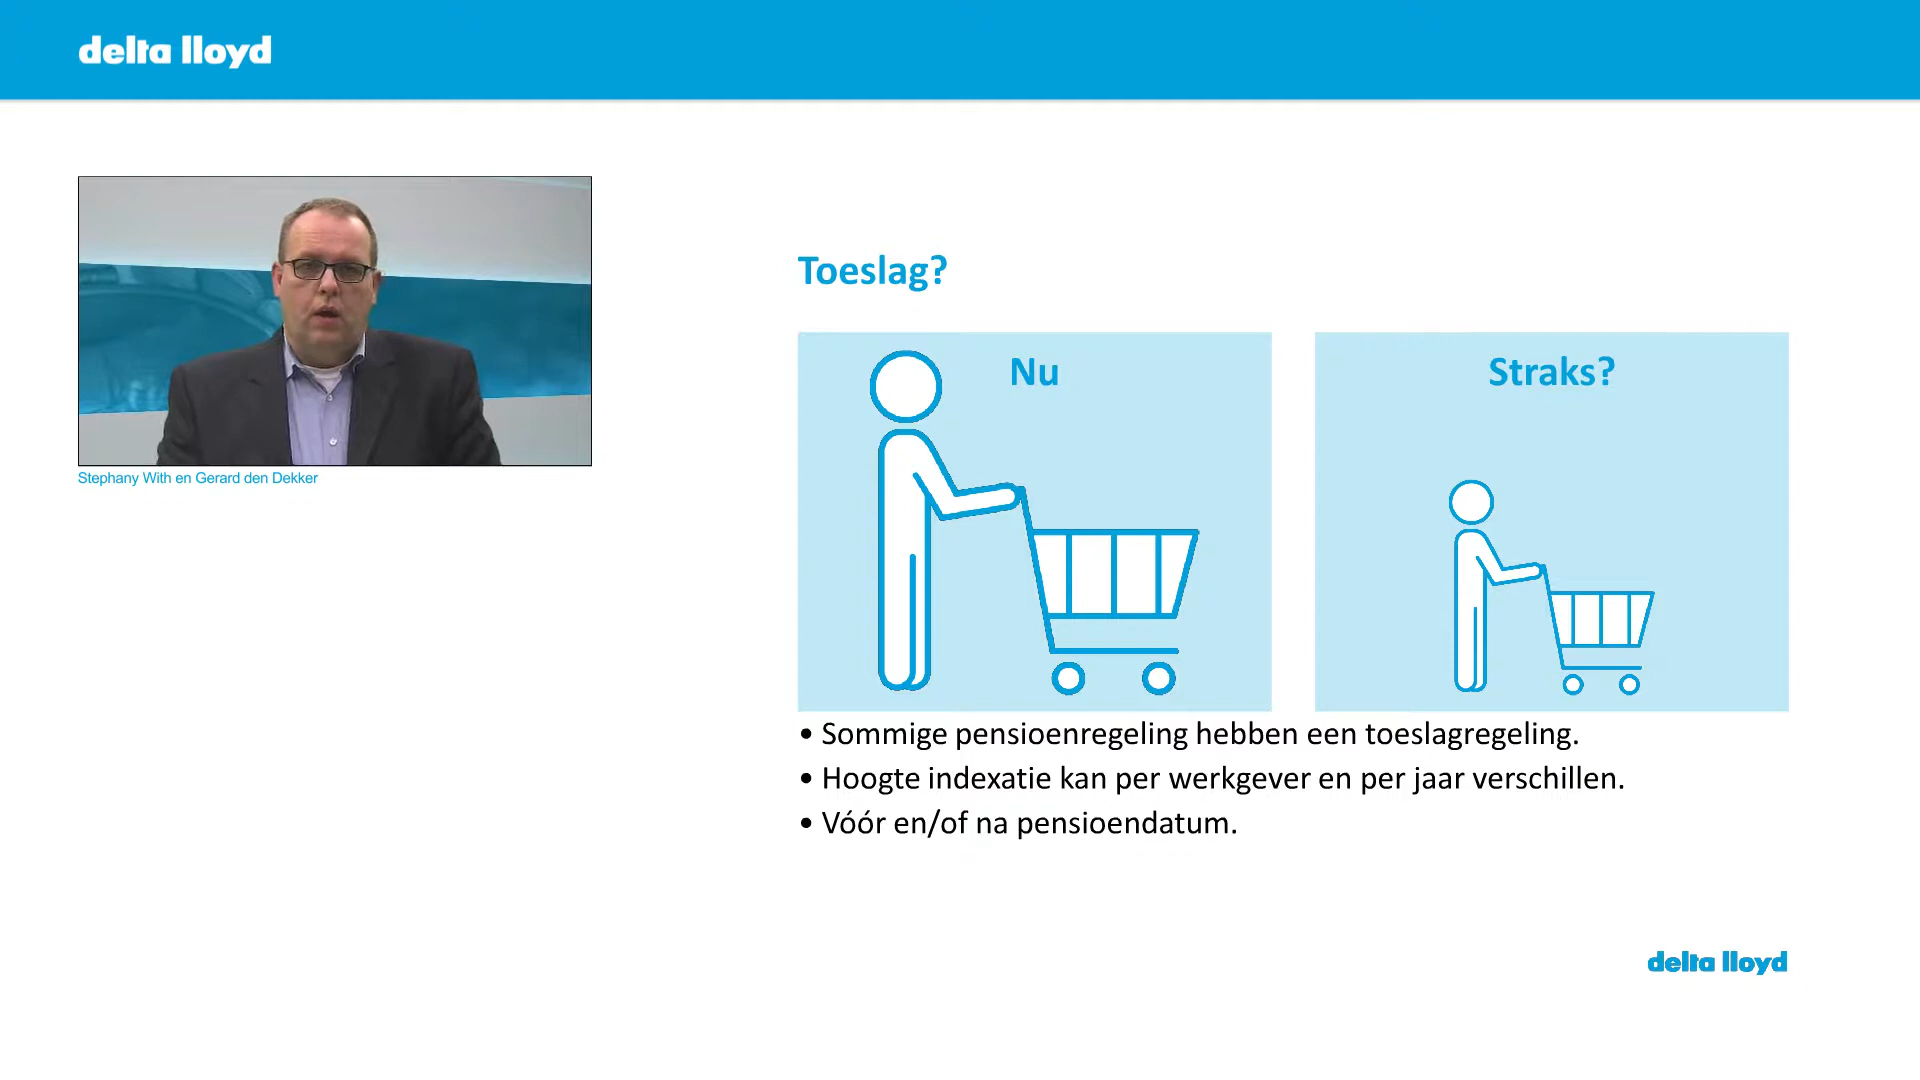 delta lloyd
Stephany With en Gerard den Dekker
Toeslag?
Nu
Straks?
• Sommige pensioenregeling hebben een toeslagregeling.
• Hoogte indexatie kan per werkgever en per jaar verschillen.
• Vóór en/of na pensioendatum.
delta lloyd